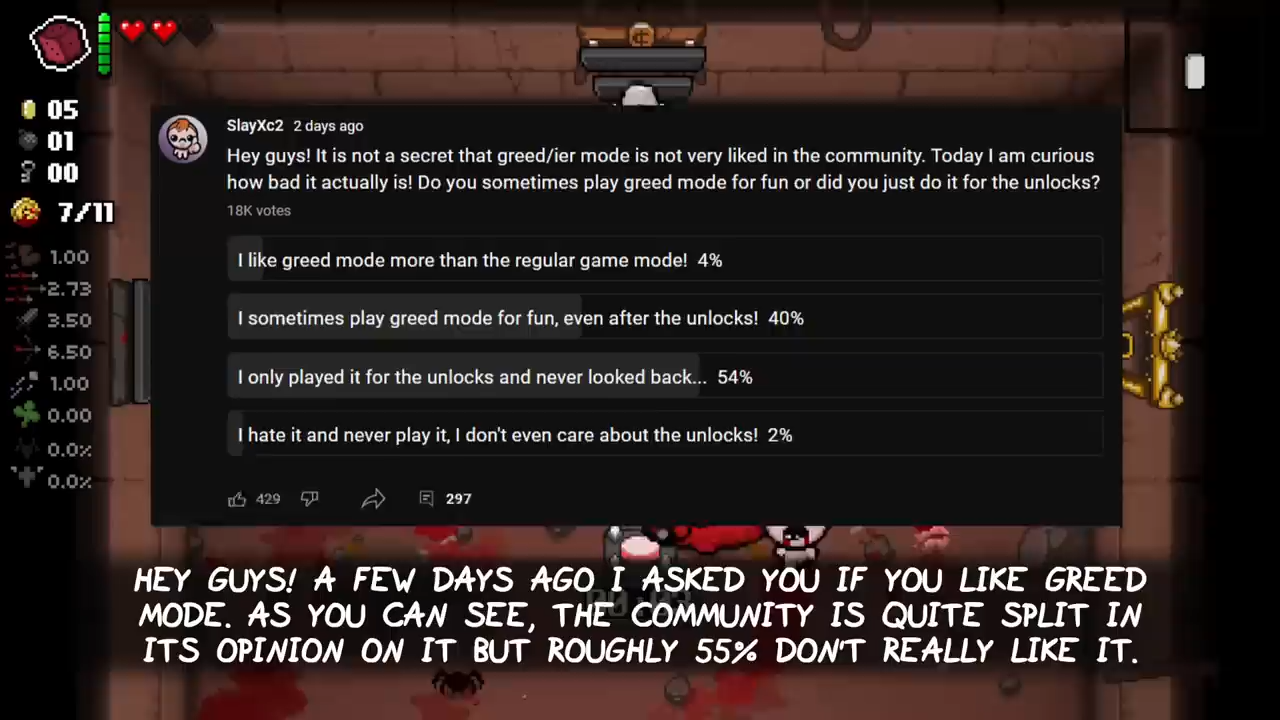 05
01
00
7/11
1.00
2.73
3.50
6.50
1.00
0.00
0.0%
0.0%
SlayXc2 2 days ago
Hey guys! It is not a secret that greed/ier mode is not very liked in the community. Today I am curious
how bad it actually is! Do you sometimes play greed mode for fun or did you just do it for the unlocks?
18K votes
I like greed mode more than the regular game mode! 4%
I sometimes play greed mode for fun, even after the unlocks! 40%
I only played it for the unlocks and never looked back... 54%
I hate it and never play it, I don't even care about the unlocks! 2%
429 297
HEY GUYS! A FEW DAYS AGO I ASKED YOU IF YOU LIKE GREED
MODE. AS YOU CAN SEE, THE COMMUNITY IS QUITE SPLIT IN
ITS OPINION ON IT BUT ROUGHLY 55% DON'T REALLY LIKE IT.